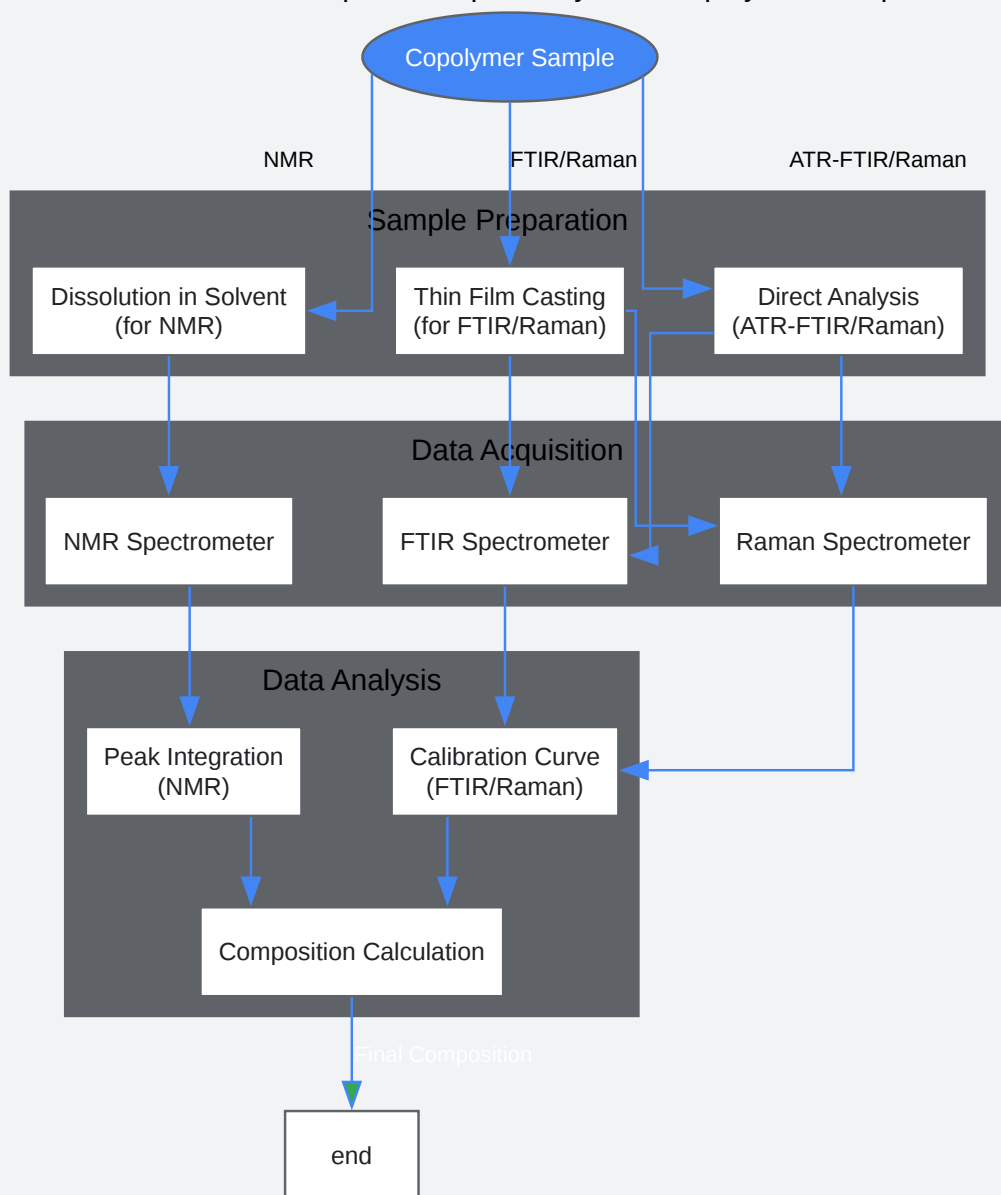 Copolymer Sample
NMR
FTIR/Raman
ATR-FTIR/Raman
Sample Preparation
Dissolution in Solvent
(for NMR)
Thin Film Casting
(for FTIR/Raman)
Direct Analysis
(ATR-FTIR/Raman)
Data Acquisition
NMR Spectrometer
FTIR Spectrometer
Raman Spectrometer
Data Analysis
Peak Integration
(NMR)
Calibration Curve
(FTIR/Raman)
Composition Calculation
Final Composition
end